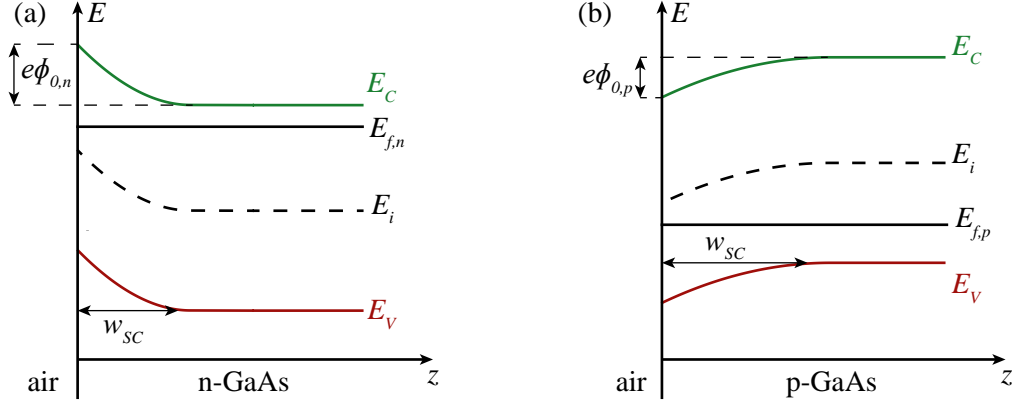 (a)
E
eϕ0,n
EC
Ef,n
Ei
EV
wSC
air
n-GaAs
z
(b)
E
eϕ0,p
EC
Ei
Ef,p
wSC
EV
air
p-GaAs
z